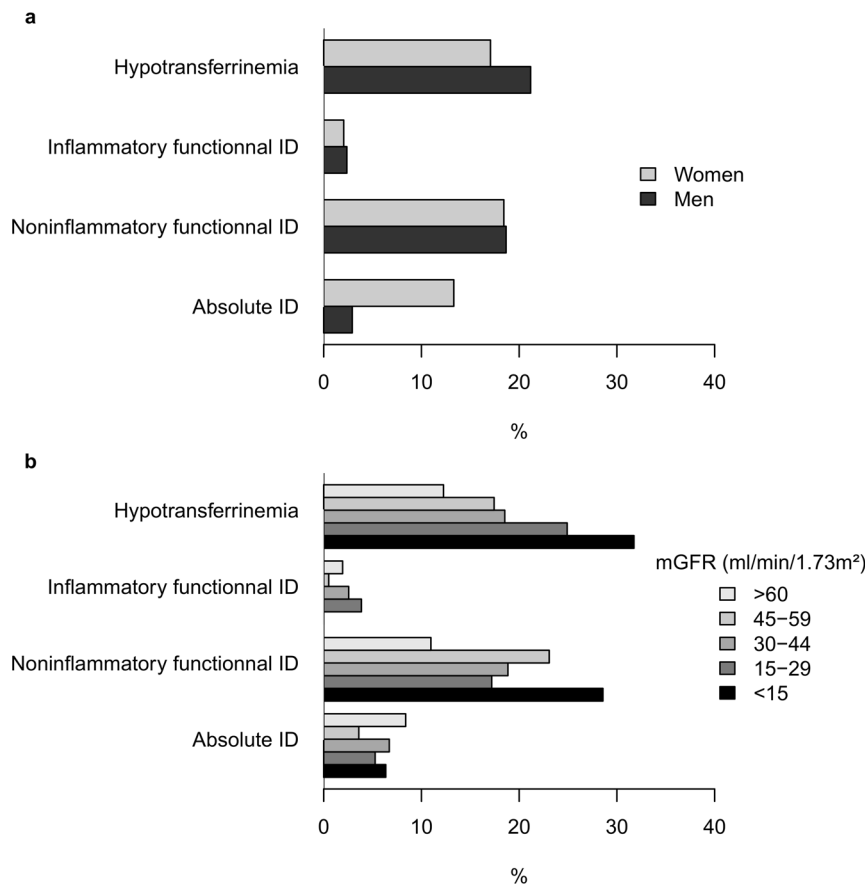 a
Hypotransferrinemia
Inflammatory functionnal ID
Noninflammatory functionnal ID
Absolute ID
Women
Men
0 10 20 30 40
%
b
Hypotransferrinemia
Inflammatory functionnal ID
Noninflammatory functionnal ID
Absolute ID
mGFR (ml/min/1.73m²)
>60
45−59
30−44
15−29
<15
0 10 20 30 40
%